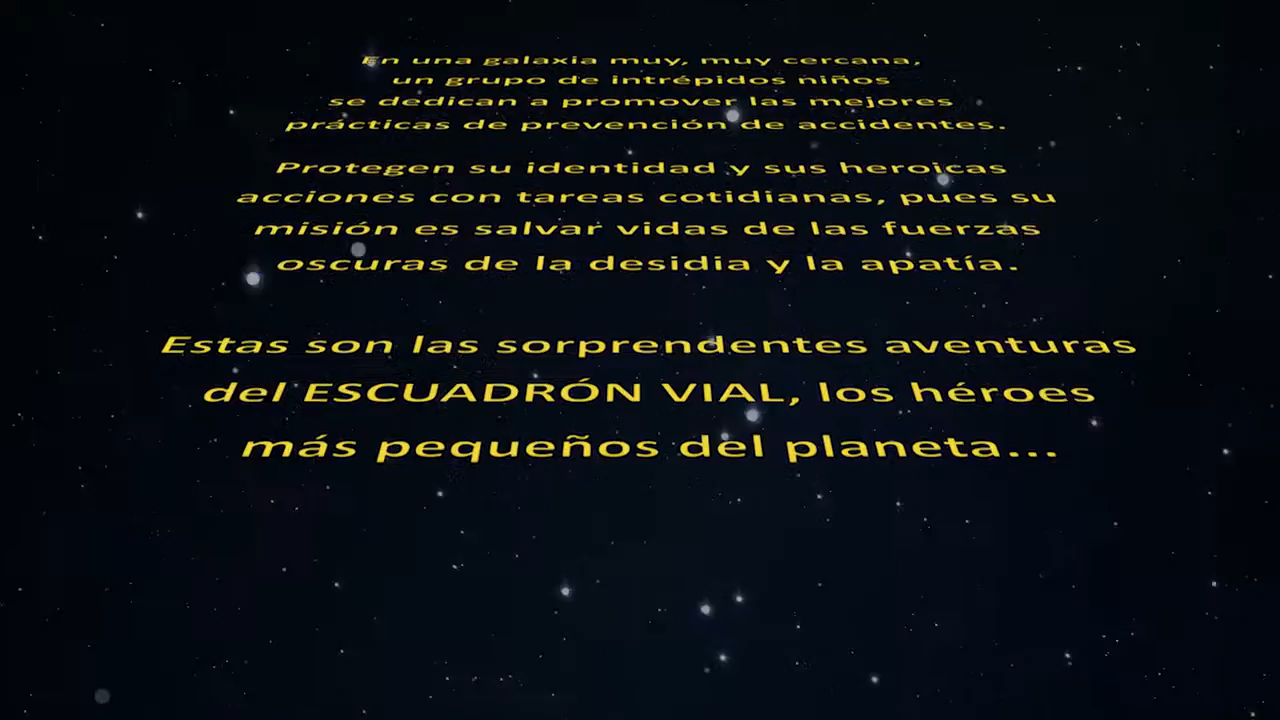 En una galaxia muy, muy cercana,
un grupo de intrépidos niños
se dedican a promover las mejores
prácticas de prevención de accidentes.
Protegen su identidad y sus heroicas
acciones con tareas cotidianas, pues su
misión es salvar vidas de las fuerzas
oscuras de la desidia y la apatía.
Estas son las sorprendentes aventuras
del ESCUADRÓN VIAL, los héroes
más pequeños del planeta...